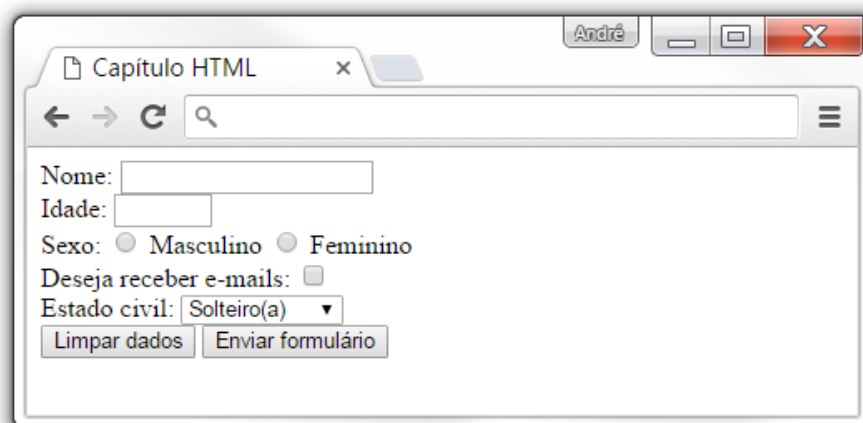 André
Capítulo HTML
Nome:
Idade:
Sexo: Masculino Feminino
Deseja receber e-mails:
Estado civil: Solteiro(a)
Limpar dados Enviar formulário